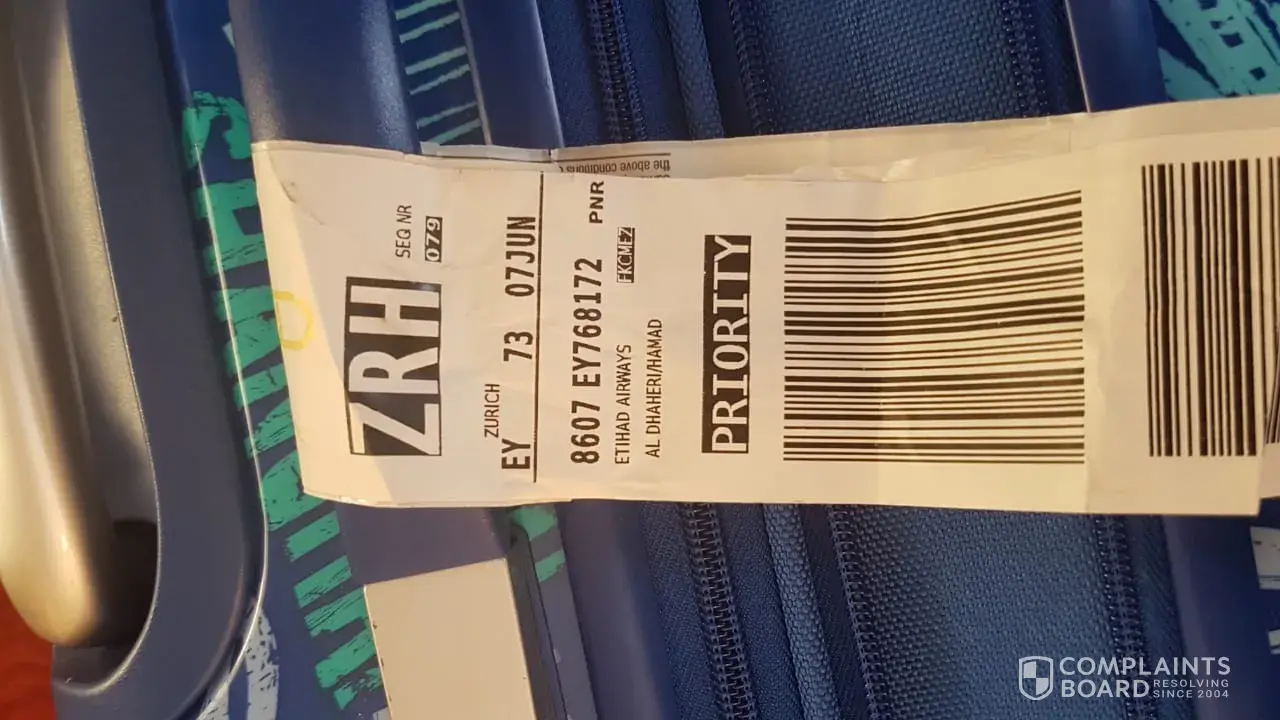 the above conditions
SEQ NR
079
ZRH
ZURICH
EY 73 07JUN
8607 EY768172 PNR
ETIHAD AIRWAYS FKCMFZ
AL DHAHERI/HAMAD
PRIORITY
COMPLAINTS
BOARD RESOLVING
SINCE 2004